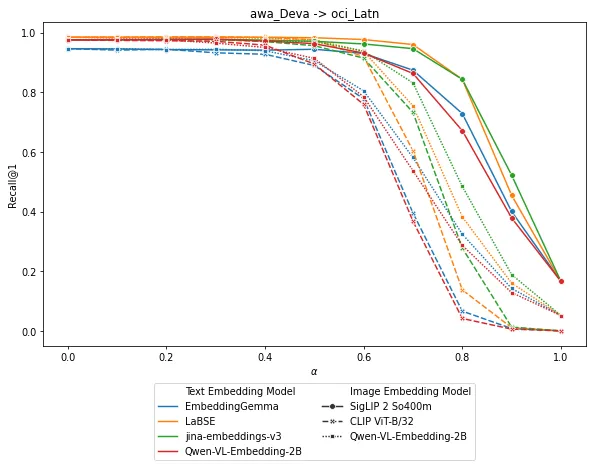 awa_Deva -> oci_Latn
Recall@1
1.0
0.8
0.6
0.4
0.2
0.0
0.0 0.2 0.4 0.6 0.8 1.0
α
Text Embedding Model
EmbeddingGemma
LaBSE
jina-embeddings-v3
Qwen-VL-Embedding-2B
Image Embedding Model
SigLIP 2 So400m
CLIP ViT-B/32
Qwen-VL-Embedding-2B